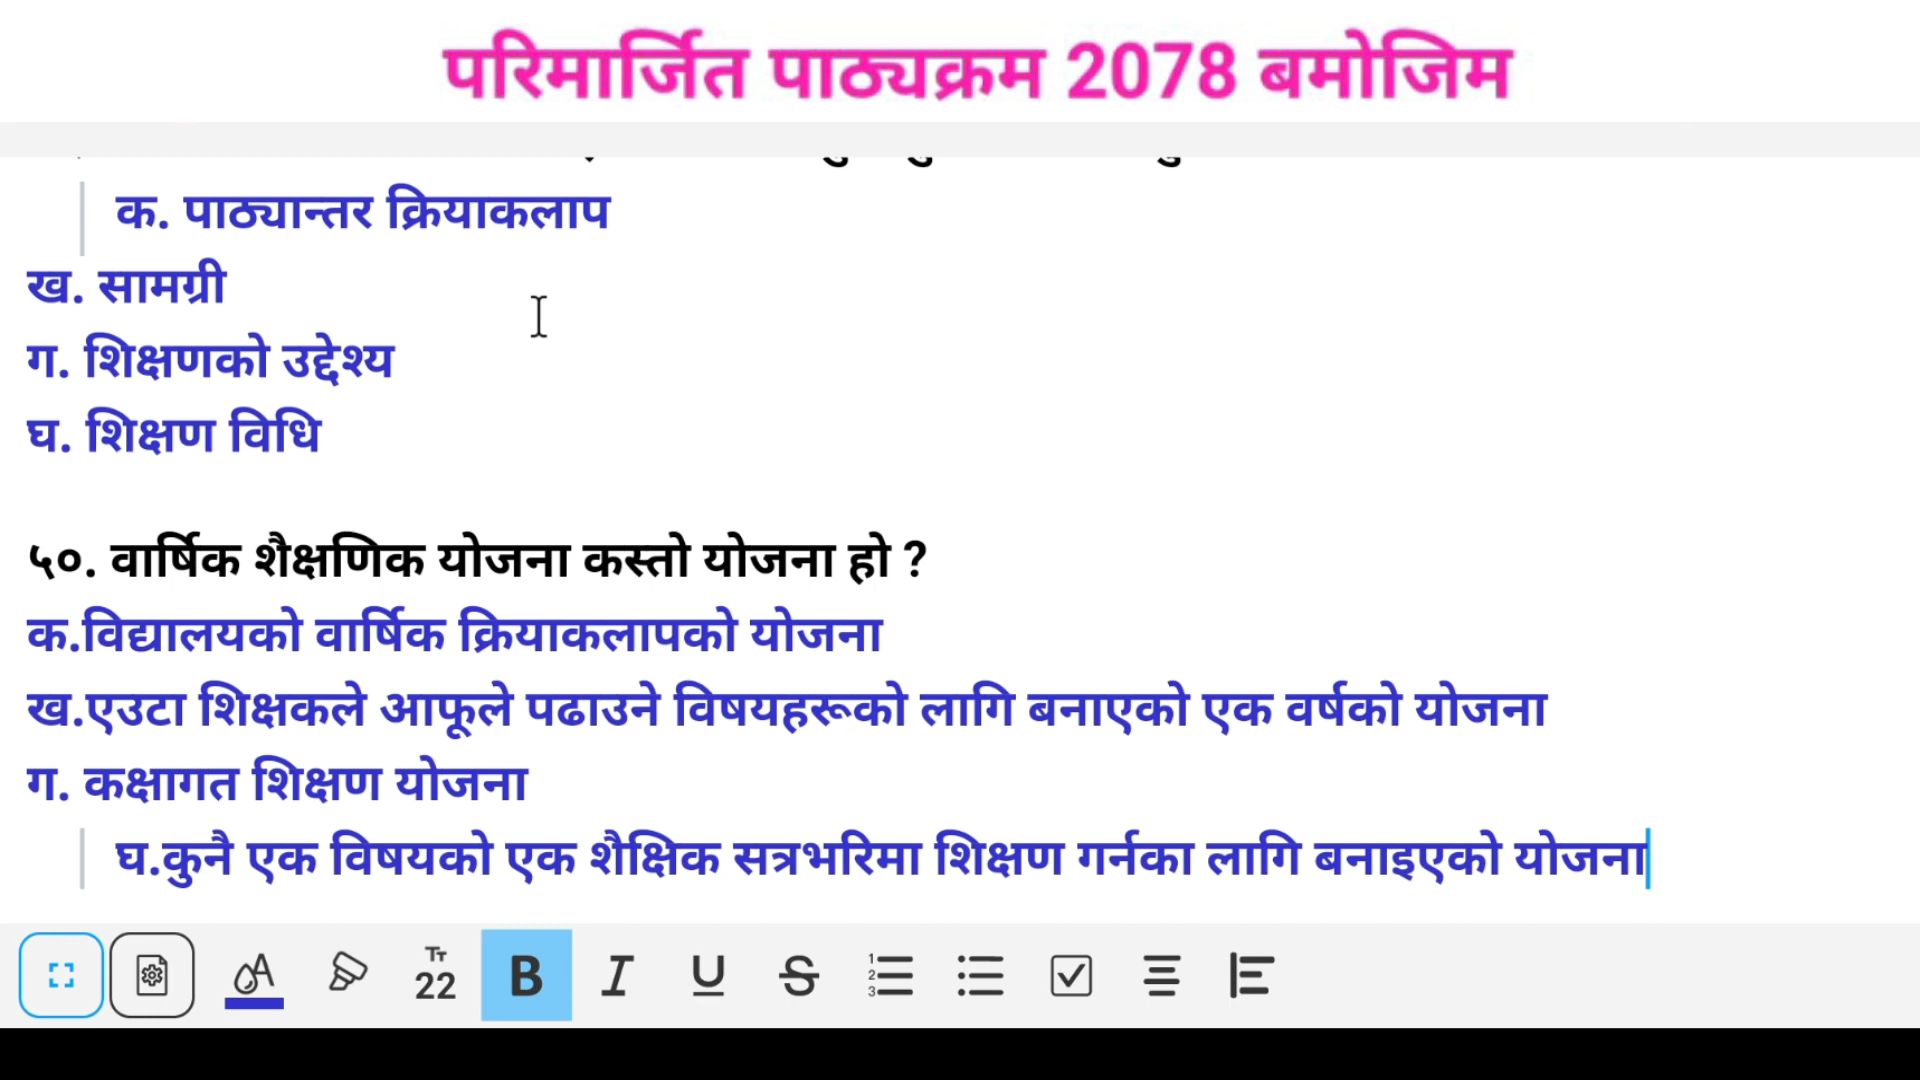 परिमार्जित पाठ्यक्रम 2078 बमोजिम
क. पाठ्यान्तर क्रियाकलाप
ख. सामग्री
ग. शिक्षणको उद्देश्य
घ. शिक्षण विधि
५०. वार्षिक शैक्षणिक योजना कस्तो योजना हो ?
क.विद्यालयको वार्षिक क्रियाकलापको योजना
ख.एउटा शिक्षकले आफूले पढाउने विषयहरूको लागि बनाएको एक वर्षको योजना
ग. कक्षागत शिक्षण योजना
घ.कुनै एक विषयको एक शैक्षिक सत्रभरिमा शिक्षण गर्नका लागि बनाइएको योजना
Tт
22 B I U S